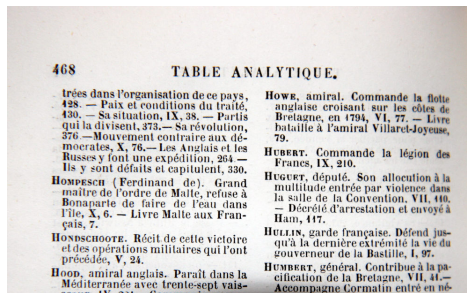 468
TABLE ANALYTIQUE.
trées dans l'organisation de ce pays,
428. — Paix et conditions du traité,
430. — Sa situation, IX, 38. — Partis
qui la divisent, 373. — Sa révolution,
376 — Mouvement contraire aux dé-
mocrates, X, 76. — Les Anglais et les
Russes y font une expédition, 264 —
Ils y sont défaits et capitulent, 330.
HOMPESCH (Ferdinand de). Grand
maître de l'ordre de Malte, refuse à
Bonaparte de faire de l'eau dans
l'île, X, 6. — Livre Malte aux Fran-
çais, 7.
HONDSCHOOTE. Récit de cette victoire
et des opérations militaires qui l'ont
précédée, V, 24.
HOOD, amiral anglais. Paraît dans la
Méditerranée avec trente-sept vais-
HOWE, amiral. Commande la flotte
anglaise croisant sur les côtes de
Bretagne, en 1794, VI, 77. — Livre
bataille à l'amiral Villaret-Joyeuse,
79.
HUBERT. Commande la légion des
Francs, IX, 210.
HUGUET, député. Son allocution à la
multitude entrée par violence dans
la salle de la Convention. VII, 110.
— Décrété d'arrestation et envoyé à
Ham, 117.
HULLIN, garde française. Défend jus-
qu'à la dernière extrémité la vie du
gouverneur de la Bastille, I, 97.
HUMBERT, général. Contribue à la pa-
cification de la Bretagne, VII, 41. —
Accompagne Cormatin entré en né-